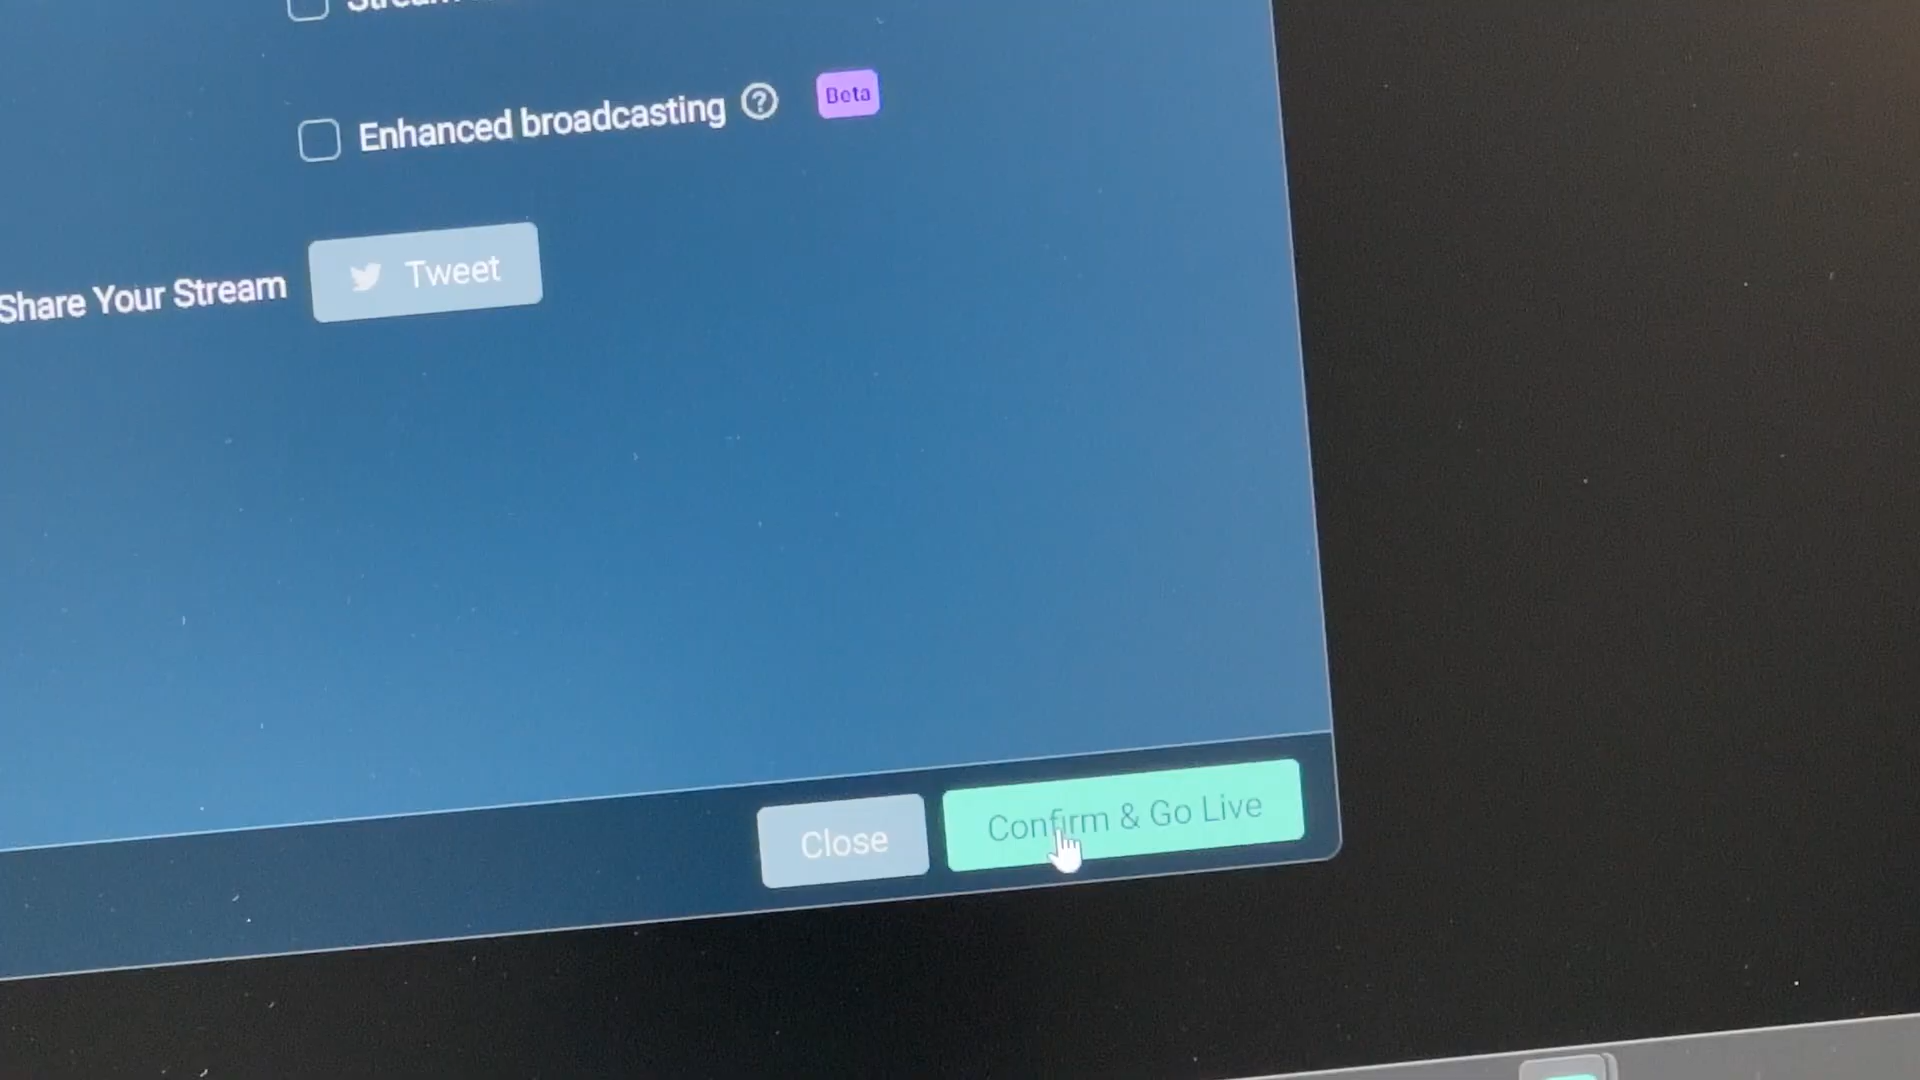 Enhanced broadcasting
Beta
Share Your Stream
Tweet
Close
Confirm & Go Live